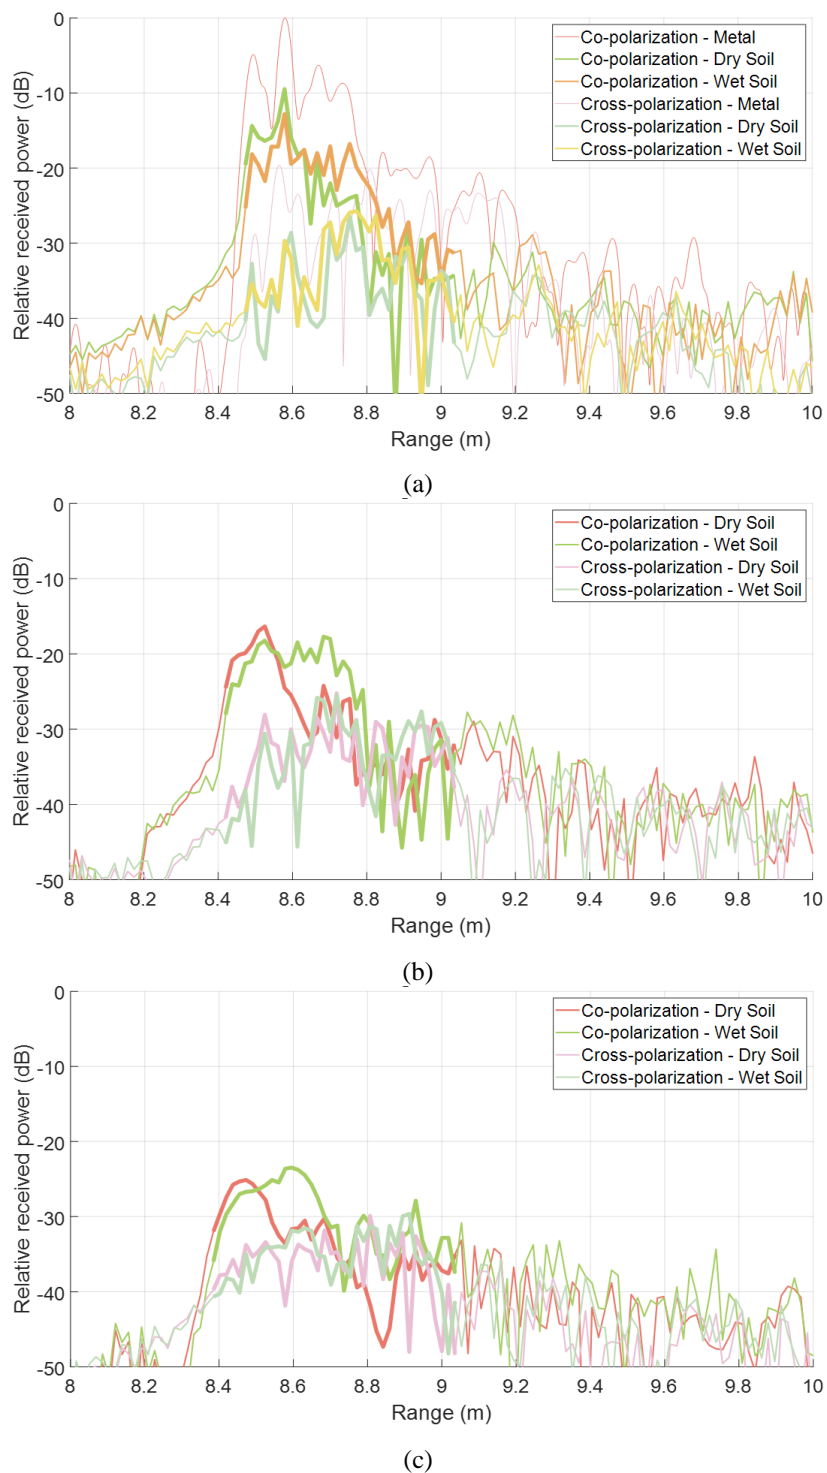 0
-10
-20
-30
-40
-50
Relative received power (dB)
Co-polarization - Metal
Co-polarization - Dry Soil
Co-polarization - Wet Soil
Cross-polarization - Metal
Cross-polarization - Dry Soil
Cross-polarization - Wet Soil
8 8.2 8.4 8.6 8.8 9 9.2 9.4 9.6 9.8 10
Range (m)
(a)
0
-10
-20
-30
-40
-50
Relative received power (dB)
Co-polarization - Dry Soil
Co-polarization - Wet Soil
Cross-polarization - Dry Soil
Cross-polarization - Wet Soil
8 8.2 8.4 8.6 8.8 9 9.2 9.4 9.6 9.8 10
Range (m)
(b)
0
-10
-20
-30
-40
-50
Relative received power (dB)
Co-polarization - Dry Soil
Co-polarization - Wet Soil
Cross-polarization - Dry Soil
Cross-polarization - Wet Soil
8 8.2 8.4 8.6 8.8 9 9.2 9.4 9.6 9.8 10
Range (m)
(c)